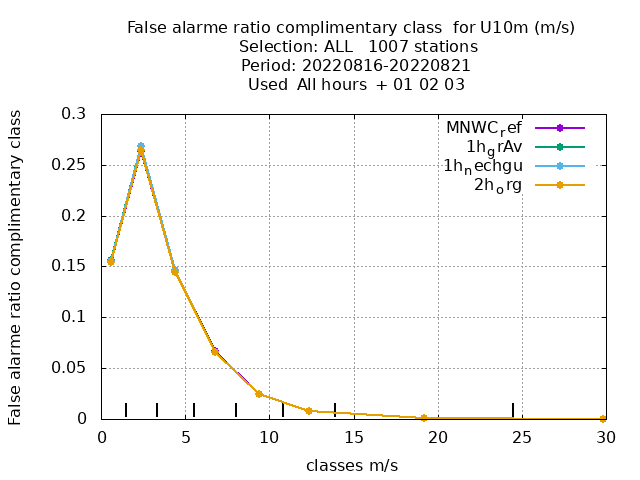 False alarme ratio complimentary class  for U10m (m/s)
Selection: ALL   1007 stations
Period: 20220816-20220821
Used  All hours  + 01 02 03
False alarme ratio complimentary class
0.3
0.25
0.2
0.15
0.1
0.05
0
MNWC_ref
1h_grAv
1h_nechgu
2h_org
0 5 10 15 20 25 30
classes m/s